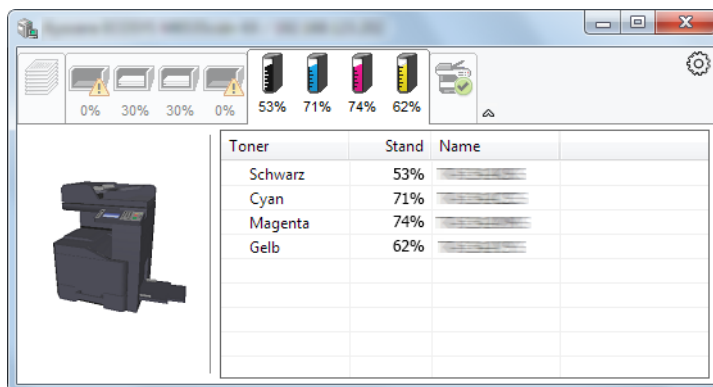 0% 30% 30% 0% 53% 71% 74% 62%
Toner Stand Name
Schwarz 53%
Cyan 71%
Magenta 74%
Gelb 62%